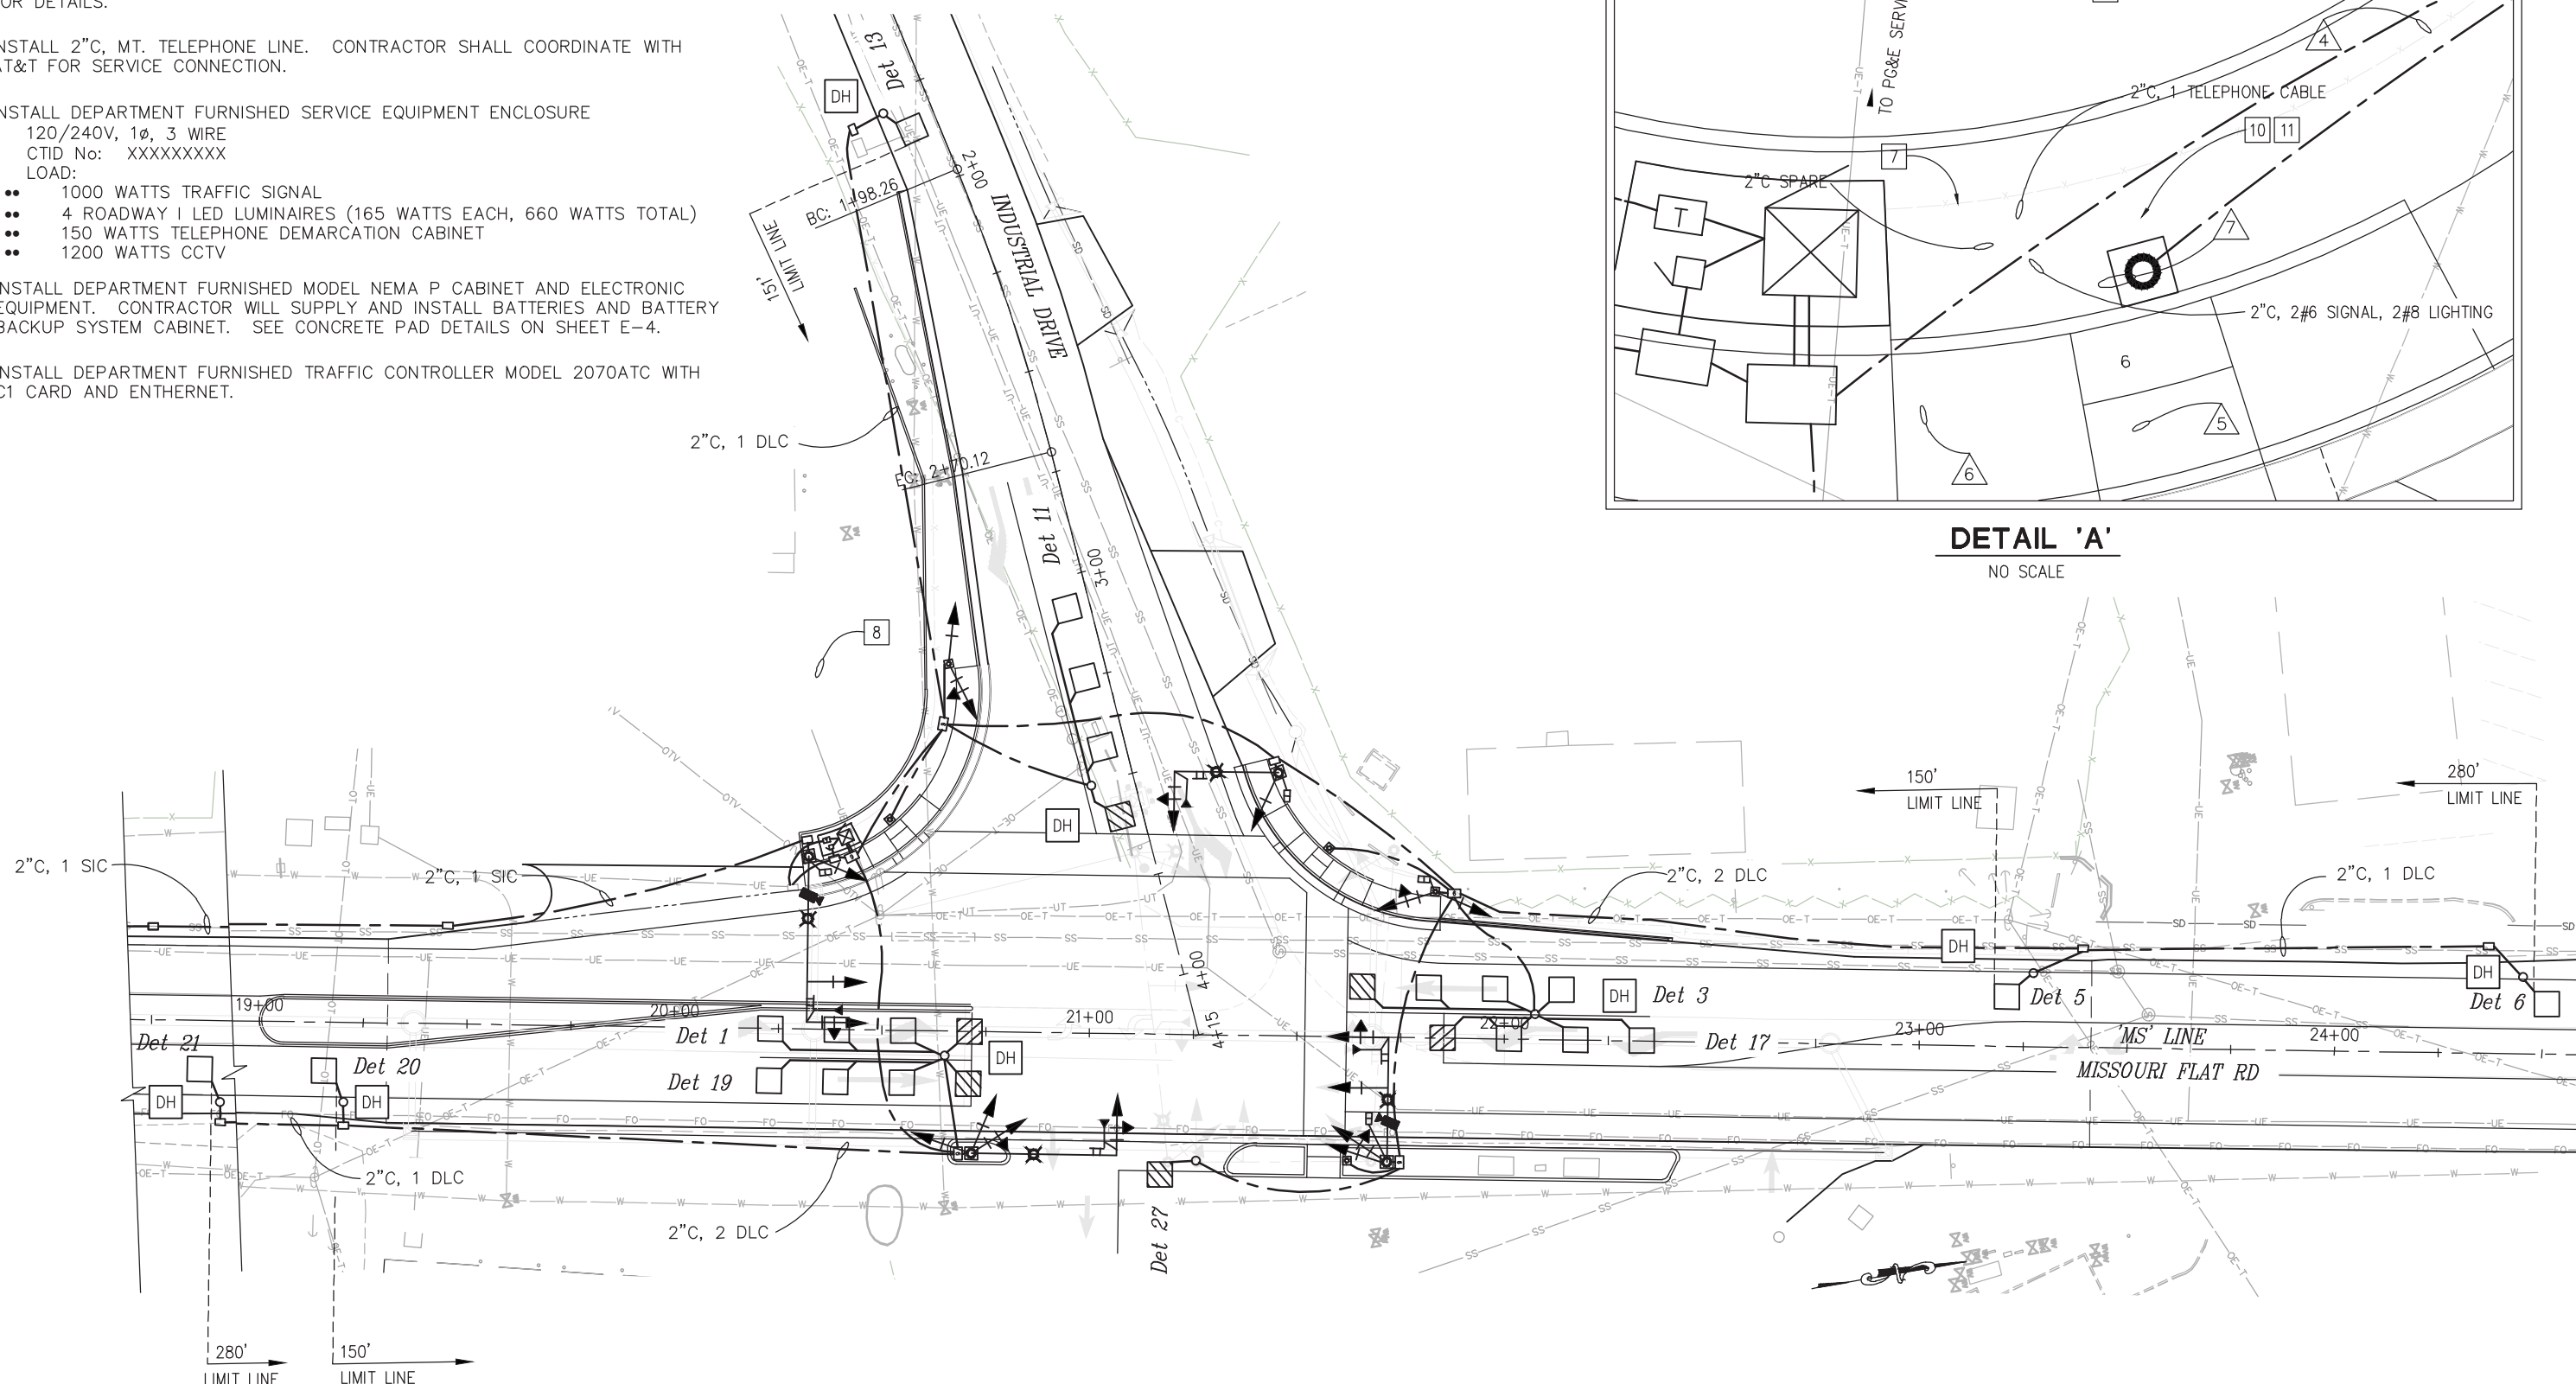 OR DETAILS.
NSTALL 2"C, MT. TELEPHONE LINE.  CONTRACTOR SHALL COORDINATE WITH
AT&T FOR SERVICE CONNECTION.
NSTALL DEPARTMENT FURNISHED SERVICE EQUIPMENT ENCLOSURE
120/240V, 1ø, 3 WIRE
CTID No:   XXXXXXXXX
LOAD:
•• 1000 WATTS TRAFFIC SIGNAL
•• 4 ROADWAY I LED LUMINAIRES (165 WATTS EACH, 660 WATTS TOTAL)
•• 150 WATTS TELEPHONE DEMARCATION CABINET
•• 1200 WATTS CCTV
NSTALL DEPARTMENT FURNISHED MODEL NEMA P CABINET AND ELECTRONIC
EQUIPMENT.  CONTRACTOR WILL SUPPLY AND INSTALL BATTERIES AND BATTERY
BACKUP SYSTEM CABINET.  SEE CONCRETE PAD DETAILS ON SHEET E-4.
NSTALL DEPARTMENT FURNISHED TRAFFIC CONTROLLER MODEL 2070ATC WITH
C1 CARD AND ENTHERNET.
TO PG&E SERV
4
2"C, 1 TELEPHONE CABLE
10 11
7
2"C SPARE
T
7
2"C, 2#6 SIGNAL, 2#8 LIGHTING
6
5
6
UE-T
DETAIL 'A'
NO SCALE
Det 13
DH
2+00
BC: 1+98.26
LIMIT LINE
151'
INDUSTRIAL DRIVE
2"C, 1 DLC
EC: 2+70.12
Det 11
3+00
8
DH
150'
LIMIT LINE
280'
LIMIT LINE
2"C, 1 SIC
2"C, 1 SIC
2"C, 2 DLC
2"C, 1 DLC
DH
DH
4+00
4+15
DH
Det 3
Det 5
Det 6
19+00
20+00
21+00
22+00
23+00
24+00
Det 21
Det 20
Det 1
DH
Det 17
'MS' LINE
MISSOURI FLAT RD
Det 19
DH
DH
2"C, 1 DLC
2"C, 2 DLC
Det 27
280'
LIMIT LINE
150'
LIMIT LINE